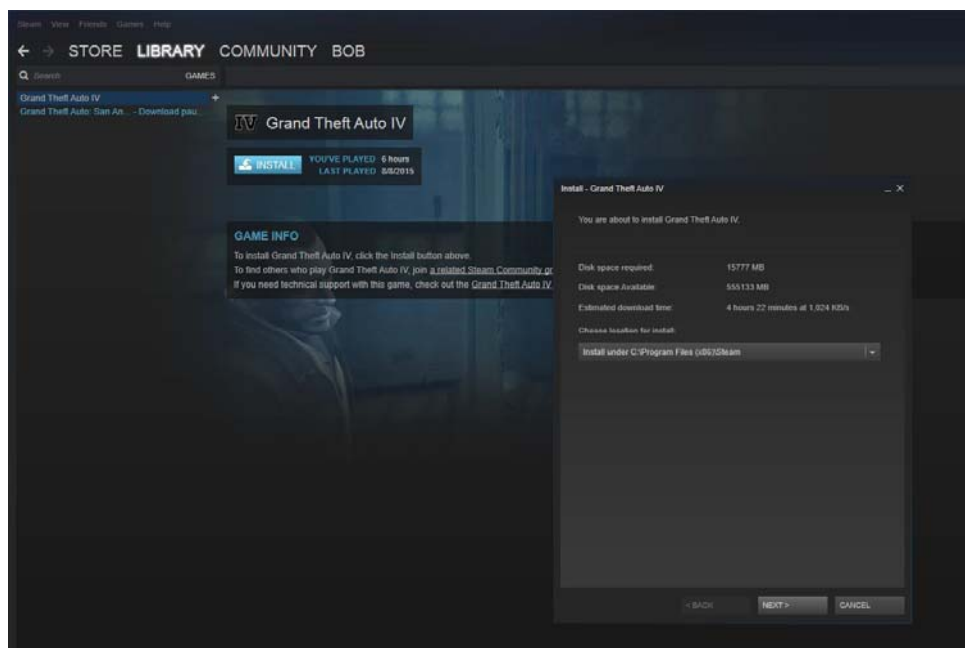 Steam View Friends Games Help
STORE LIBRARY COMMUNITY BOB
Search GAMES
Grand Theft Auto IV +
Grand Theft Auto: San An... - Download pau...
IV Grand Theft Auto IV
INSTALL
YOU'VE PLAYED 6 hours
LAST PLAYED 8/8/2015
GAME INFO
To install Grand Theft Auto IV, click the Install button above.
To find others who play Grand Theft Auto IV, join a related Steam Community gr
If you need technical support with this game, check out the Grand Theft Auto IV
Install - Grand Theft Auto IV
You are about to install Grand Theft Auto IV.
Disk space required: 15777 MB
Disk space Available: 555133 MB
Estimated download time: 4 hours 22 minutes at 1,024 KB/s
Choose location for install:
Install under C:\Program Files (x86)\Steam
< BACK NEXT > CANCEL